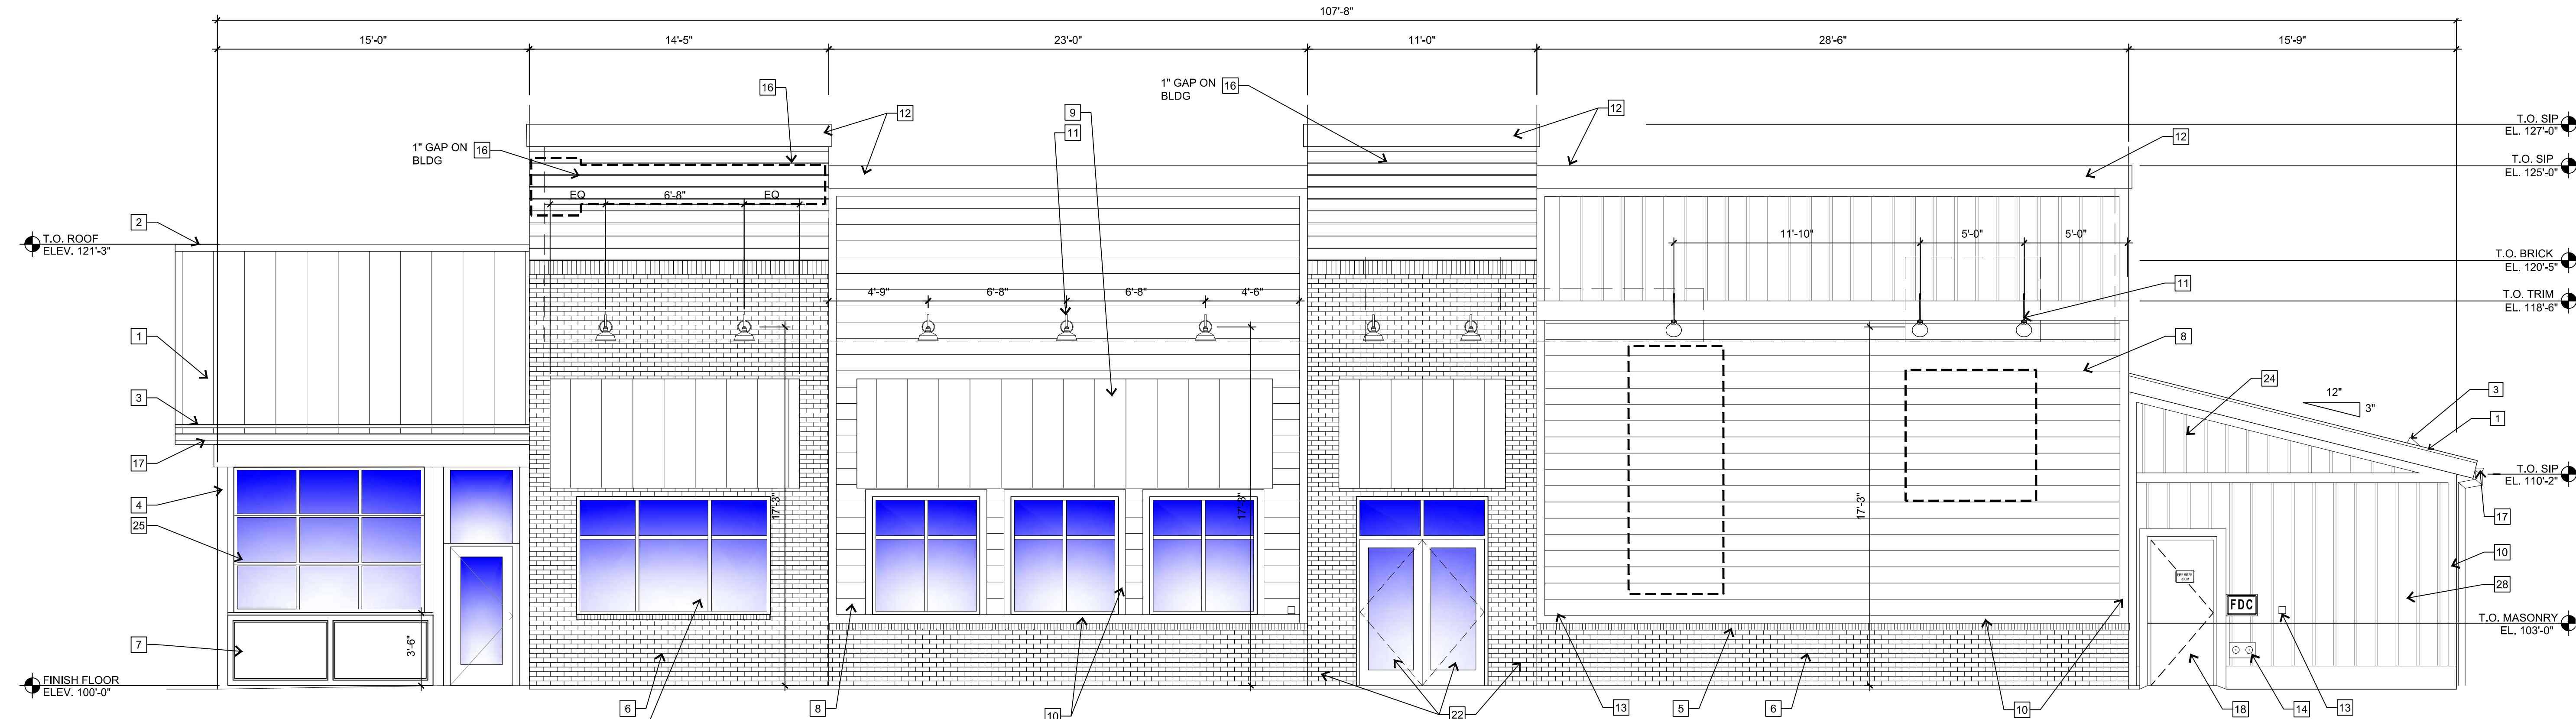 107'-8"
15'-0"
14'-5"
23'-0"
11'-0"
28'-6"
15'-9"
16
1" GAP ON
BLDG
16
12
9
11
1" GAP ON
BLDG
16
12
12
T.O. SIP
EL. 127'-0"
T.O. SIP
EL. 125'-0"
2
T.O. ROOF
ELEV. 121'-3"
EQ
6'-8"
EQ
11'-10"
5'-0"
5'-0"
T.O. BRICK
EL. 120'-5"
11
T.O. TRIM
EL. 118'-6"
4'-9"
6'-8"
6'-8"
4'-6"
1
8
3
24
12"
3"
3
1
17
4
25
17'-3"
17'-3"
17'-3"
T.O. SIP
EL. 110'-2"
17
10
28
7
3'-6"
FDC
T.O. MASONRY
EL. 103'-0"
FINISH FLOOR
ELEV. 100'-0"
6
8
10
22
13
5
6
10
18
14
13